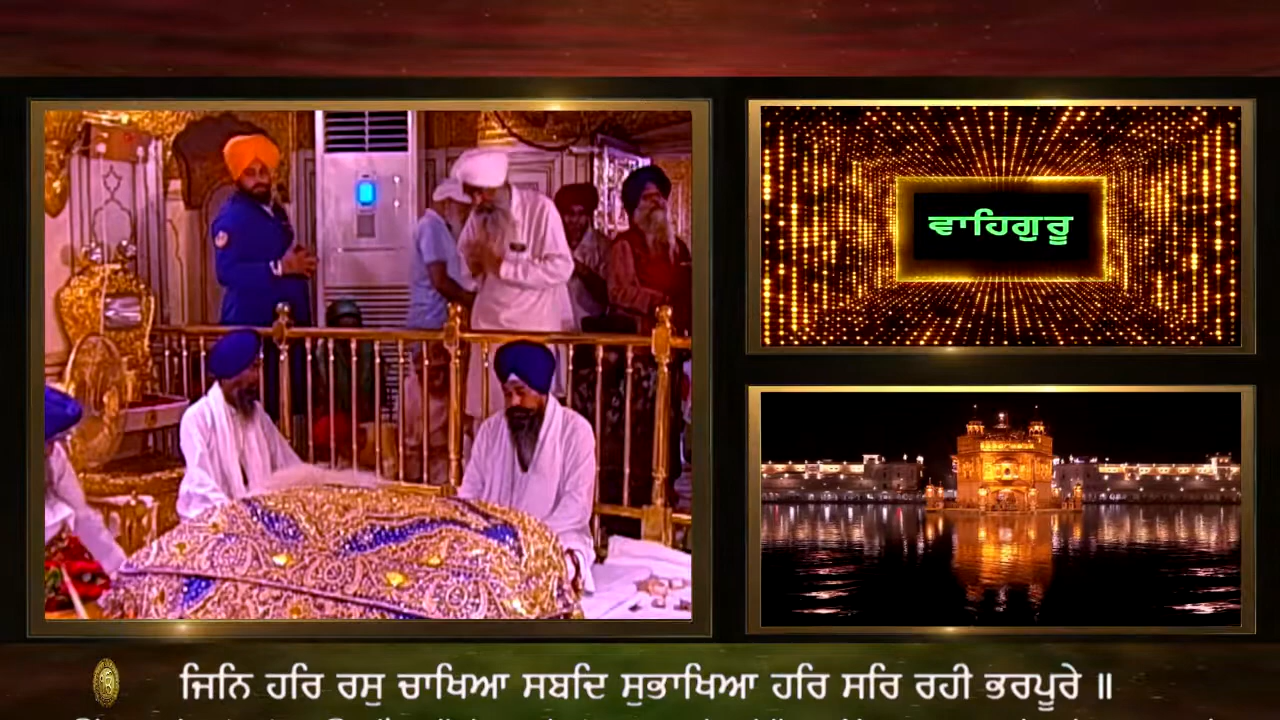 ਵਾਹਿਗੁਰੂ
ਜਿਨਿ ਹਰਿ ਰਸੁ ਚਾਖਿਆ ਸਬਦਿ ਸੁਭਾਖਿਆ ਹਰਿ ਸਰਿ ਰਹੀ ਭਰਪੂਰੇ ॥